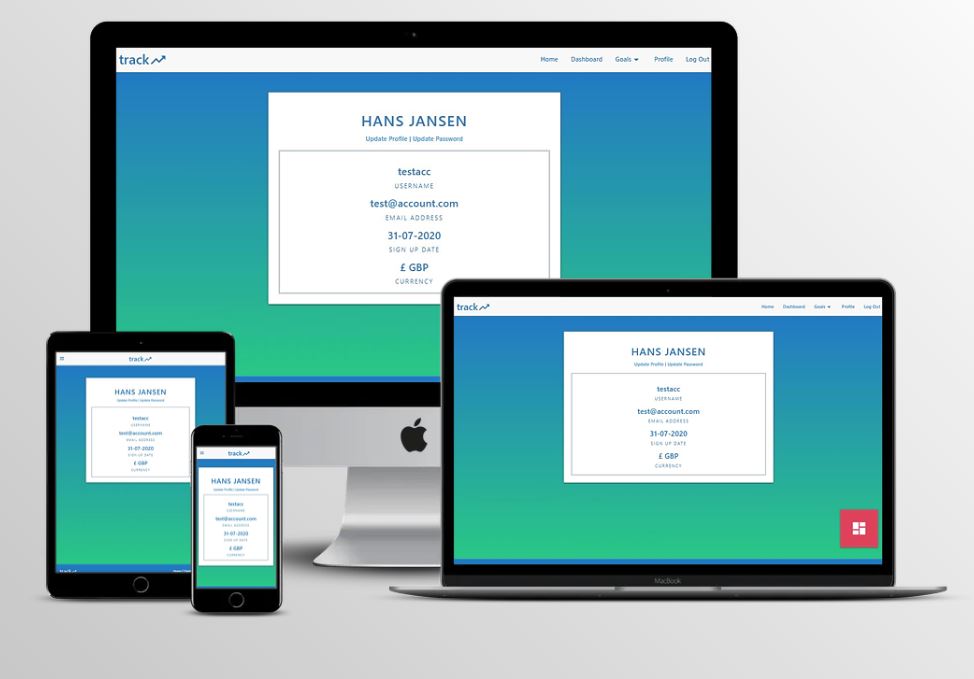 track
Home Dashboard Goals Profile Log Out
HANS JANSEN
Update Profile | Update Password
testacc
USERNAME
test@account.com
EMAIL ADDRESS
31-07-2020
SIGN UP DATE
£ GBP
CURRENCY
track
Home Dashboard Goals Profile Log Out
HANS JANSEN
Update Profile | Update Password
testacc
USERNAME
test@account.com
EMAIL ADDRESS
31-07-2020
SIGN UP DATE
£ GBP
CURRENCY
MacBook
track
HANS JANSEN
Update Profile | Update Password
testacc
USERNAME
test@account.com
EMAIL ADDRESS
31-07-2020
SIGN UP DATE
£ GBP
CURRENCY
track
track
HANS JANSEN
Update Profile | Update Password
testacc
USERNAME
test@account.com
EMAIL ADDRESS
31-07-2020
SIGN UP DATE
£ GBP
CURRENCY